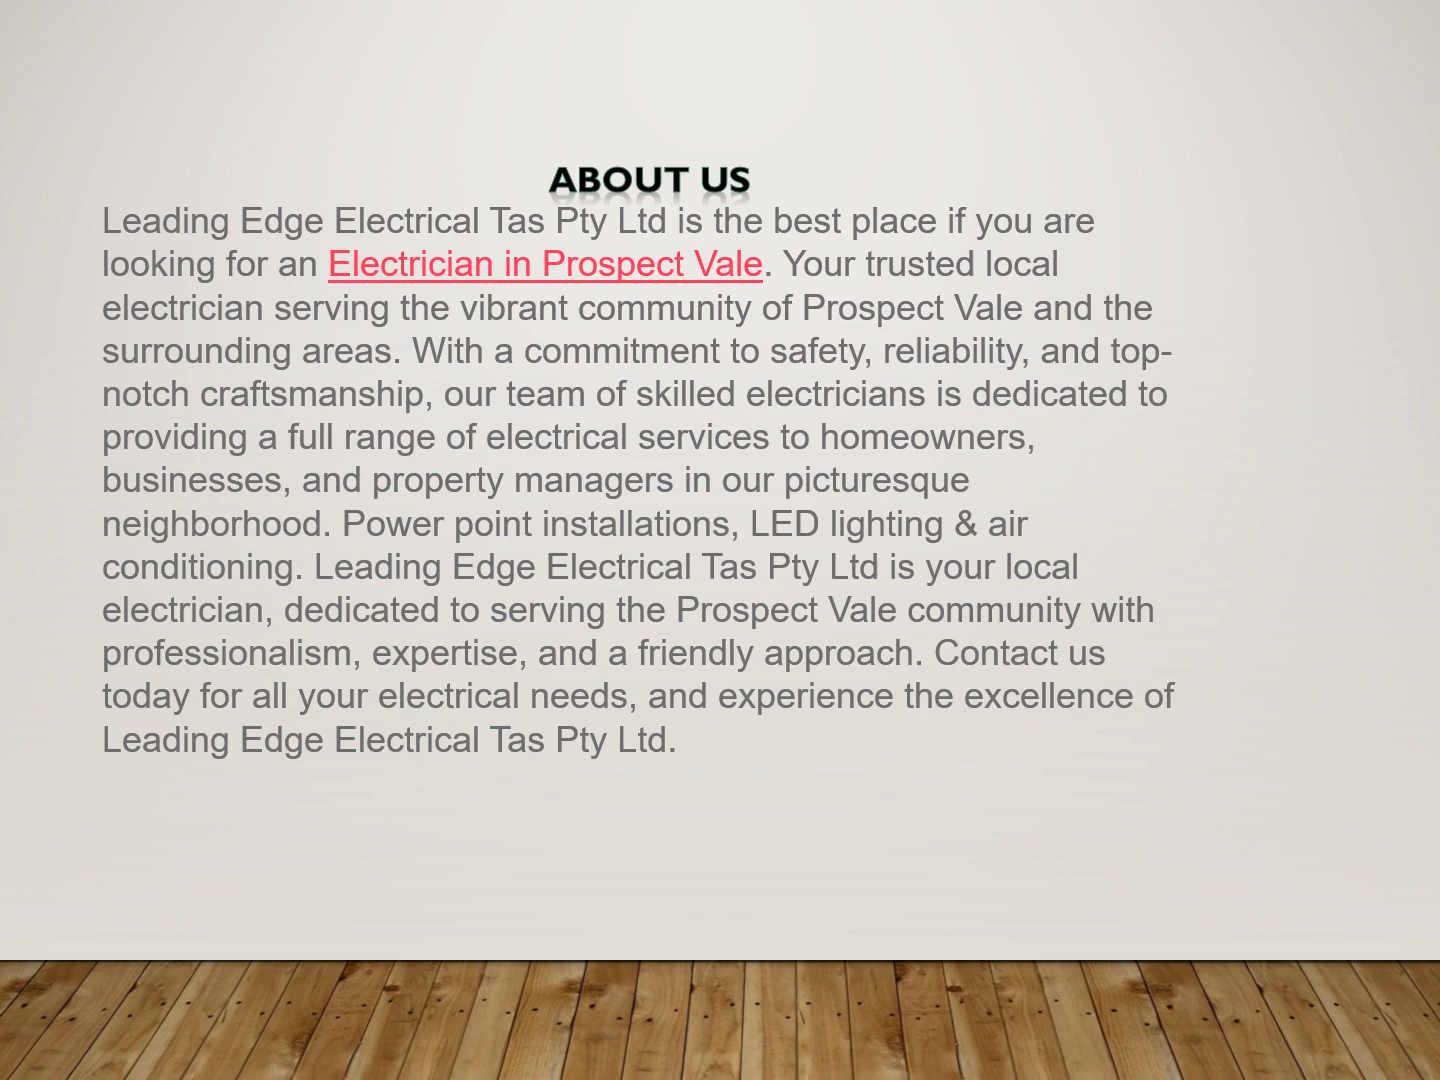 ABOUT US
Leading Edge Electrical Tas Pty Ltd is the best place if you are
looking for an Electrician in Prospect Vale. Your trusted local
electrician serving the vibrant community of Prospect Vale and the
surrounding areas. With a commitment to safety, reliability, and top-
notch craftsmanship, our team of skilled electricians is dedicated to
providing a full range of electrical services to homeowners,
businesses, and property managers in our picturesque
neighborhood. Power point installations, LED lighting & air
conditioning. Leading Edge Electrical Tas Pty Ltd is your local
electrician, dedicated to serving the Prospect Vale community with
professionalism, expertise, and a friendly approach. Contact us
today for all your electrical needs, and experience the excellence of
Leading Edge Electrical Tas Pty Ltd.